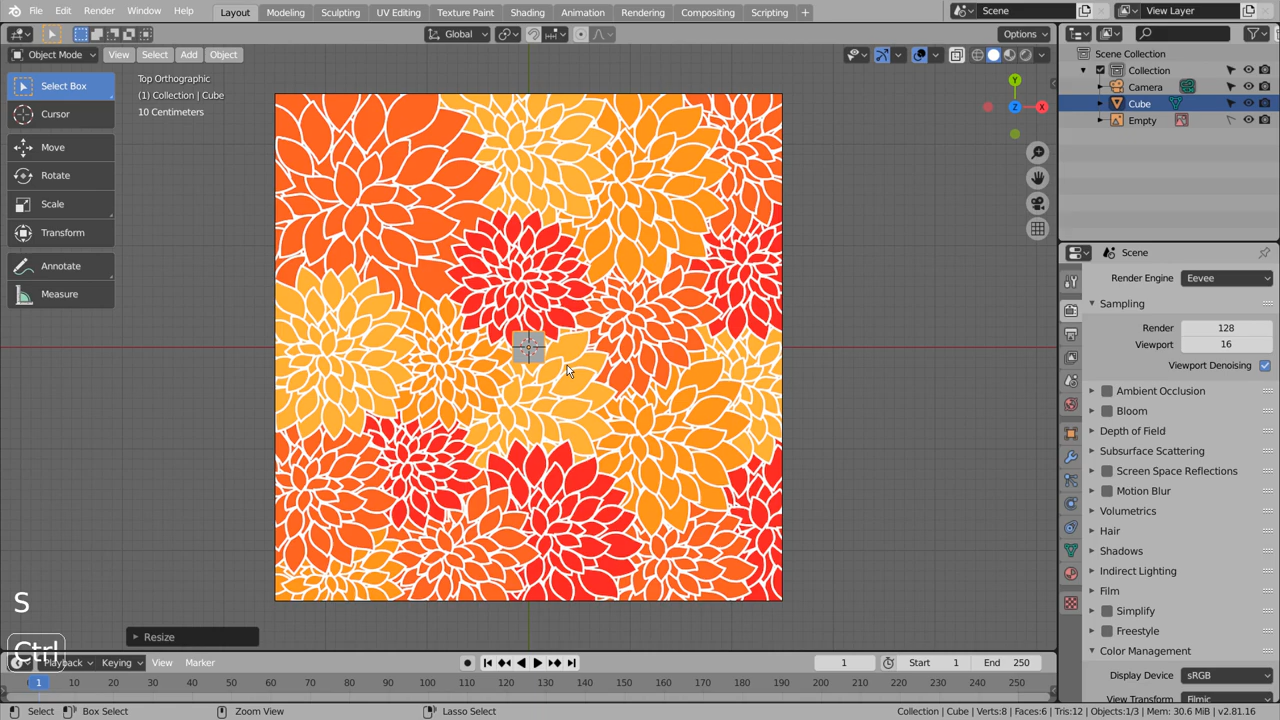 File Edit Render Window Help Layout Modeling Sculpting UV Editing Texture Paint Shading Animation Rendering Compositing Scripting + Scene View Layer
Global Options
Object Mode View Select Add Object
Scene Collection
Collection
Camera
Cube
Empty
Select Box
Cursor
Move
Rotate
Scale
Transform
Annotate
Measure
Top Orthographic
(1) Collection | Cube
10 Centimeters
Y
Z
X
Scene
Render Engine Eevee
Sampling
Render 128
Viewport 16
Viewport Denoising
Ambient Occlusion
Bloom
Depth of Field
Subsurface Scattering
Screen Space Reflections
Motion Blur
Volumetrics
Hair
Shadows
Indirect Lighting
Film
Simplify
Freestyle
Color Management
Display Device sRGB
View Transform Filmic
S
Ctrl
Resize
Playback Keying View Marker 1 Start 1 End 250
1 10 20 30 40 50 60 70 80 90 100 110 120 130 140 150 160 170 180 190 200 210 220 230 240 250
Select Box Select Zoom View Lasso Select Collection | Cube | Verts:8 | Faces:6 | Tris:12 | Objects:1/3 | Mem: 30.6 MiB | v2.81.16